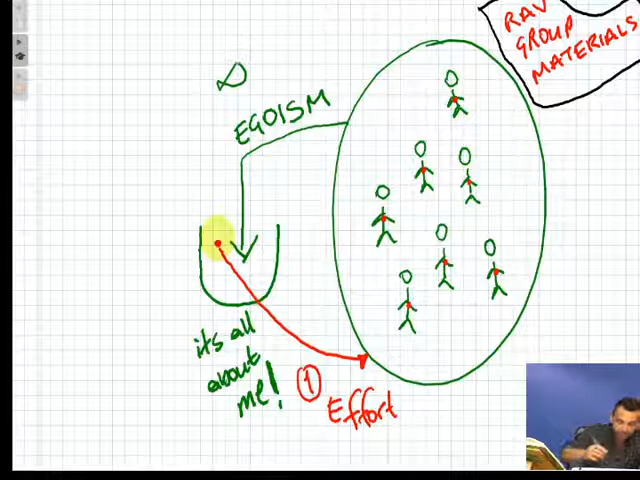 RAV
GROUP
MATERIALS
EGOISM
its all
about
me!
1
Effort